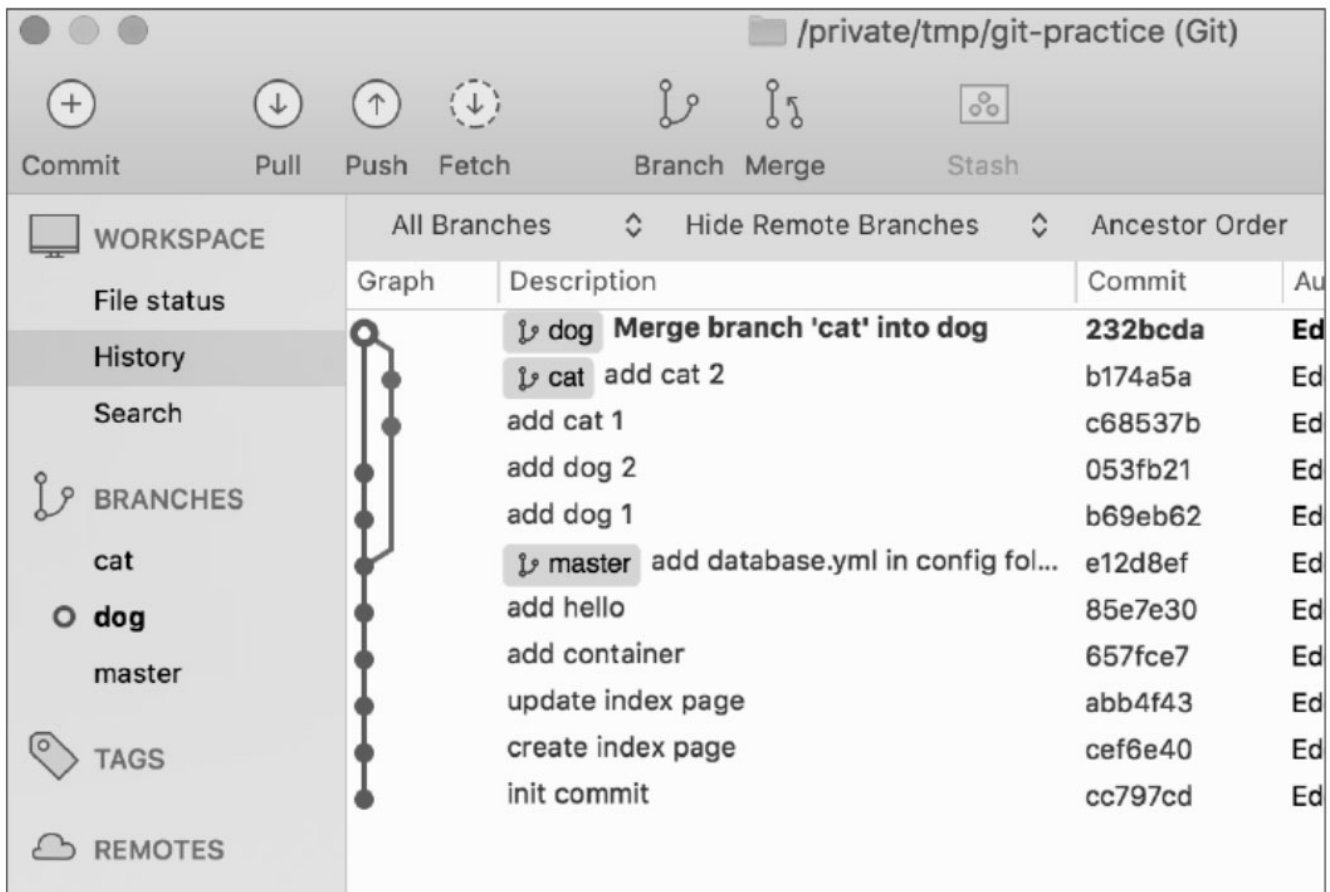 /private/tmp/git-practice (Git)
Commit Pull Push Fetch Branch Merge Stash
WORKSPACE
File status
History
Search
BRANCHES
cat
dog
master
TAGS
REMOTES
All Branches Hide Remote Branches Ancestor Order
Graph Description Commit Au
dog Merge branch 'cat' into dog 232bcda Ed
cat add cat 2 b174a5a Ed
add cat 1 c68537b Ed
add dog 2 053fb21 Ed
add dog 1 b69eb62 Ed
master add database.yml in config fol... e12d8ef Ed
add hello 85e7e30 Ed
add container 657fce7 Ed
update index page abb4f43 Ed
create index page cef6e40 Ed
init commit cc797cd Ed